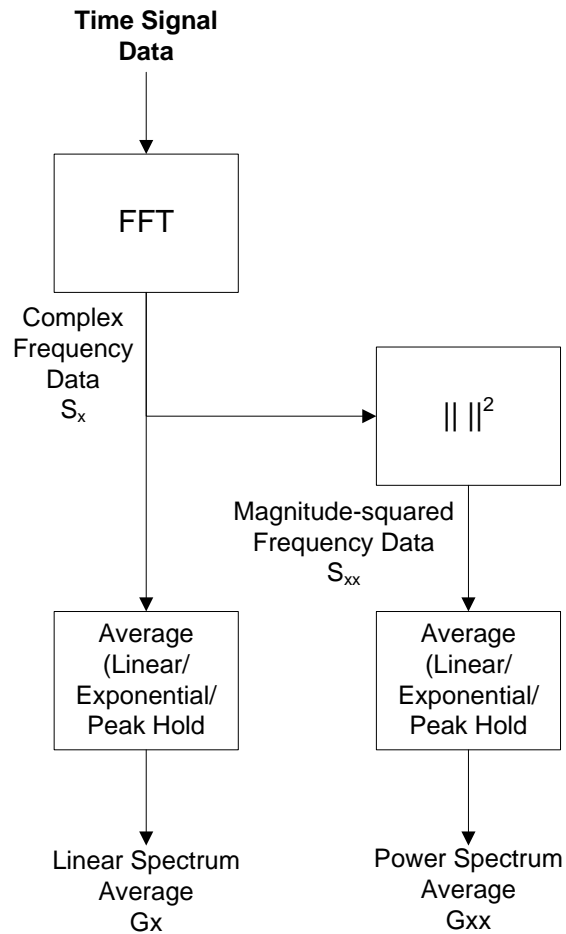 Time Signal
Data
FFT
Complex
Frequency
Data
Sx
|| ||²
Magnitude-squared
Frequency Data
Sxx
Average
(Linear/
Exponential/
Peak Hold
Average
(Linear/
Exponential/
Peak Hold
Linear Spectrum
Average
Gx
Power Spectrum
Average
Gxx